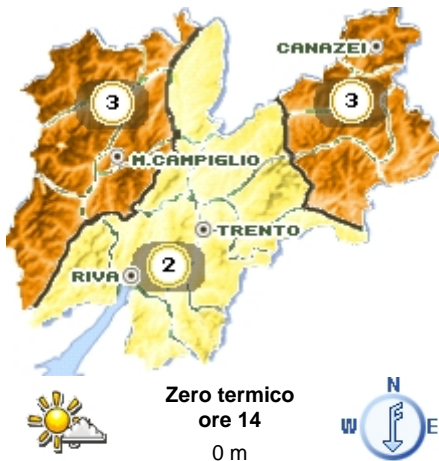 CANAZEI
3
3
M.CAMPIGLIO
TRENTO
2
RIVA
Zero termico
ore 14
0 m
N
W E